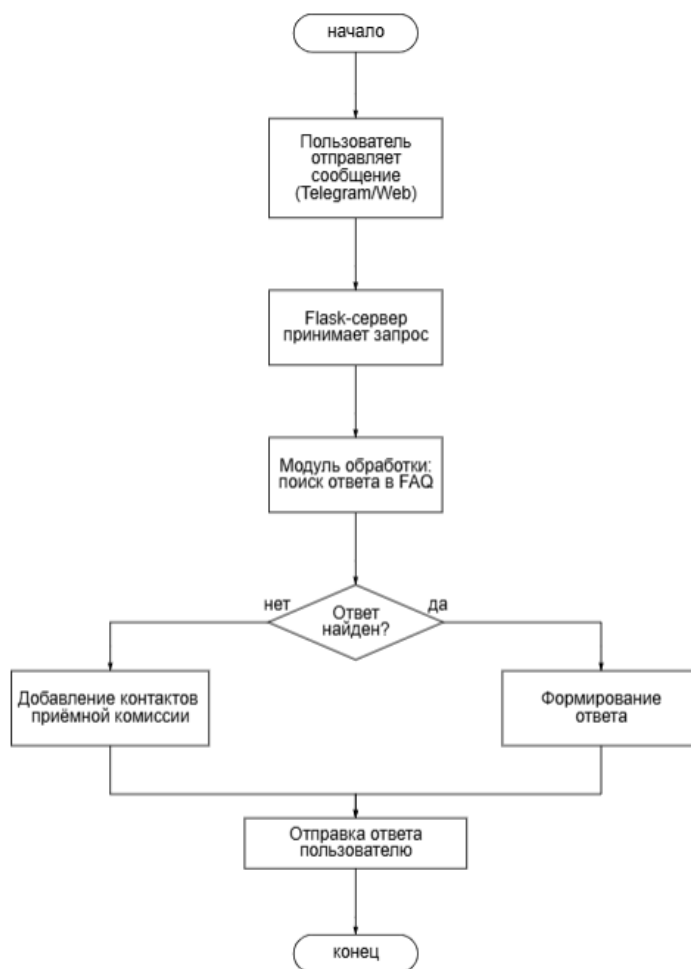 начало
Пользователь
отправляет
сообщение
(Telegram/Web)
Flask-сервер
принимает запрос
Модуль обработки:
поиск ответа в FAQ
нет
Ответ
найден?
да
Добавление контактов
приёмной комиссии
Формирование
ответа
Отправка ответа
пользователю
конец